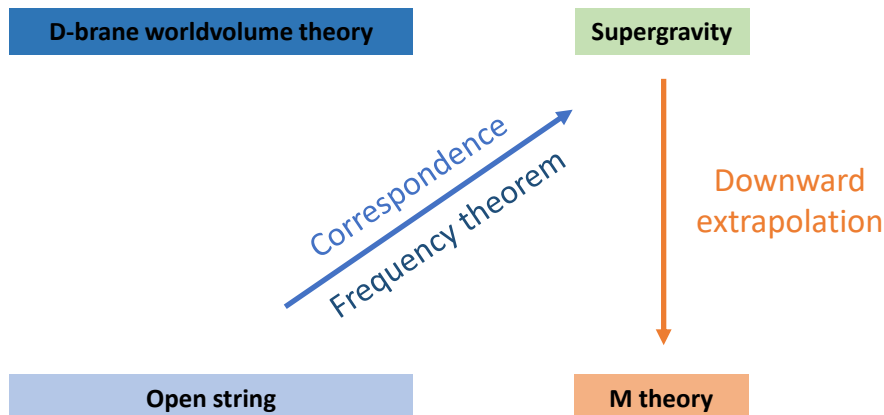 D-brane worldvolume theory
Supergravity
Correspondence
Frequency theorem
Downward
extrapolation
Open string
M theory